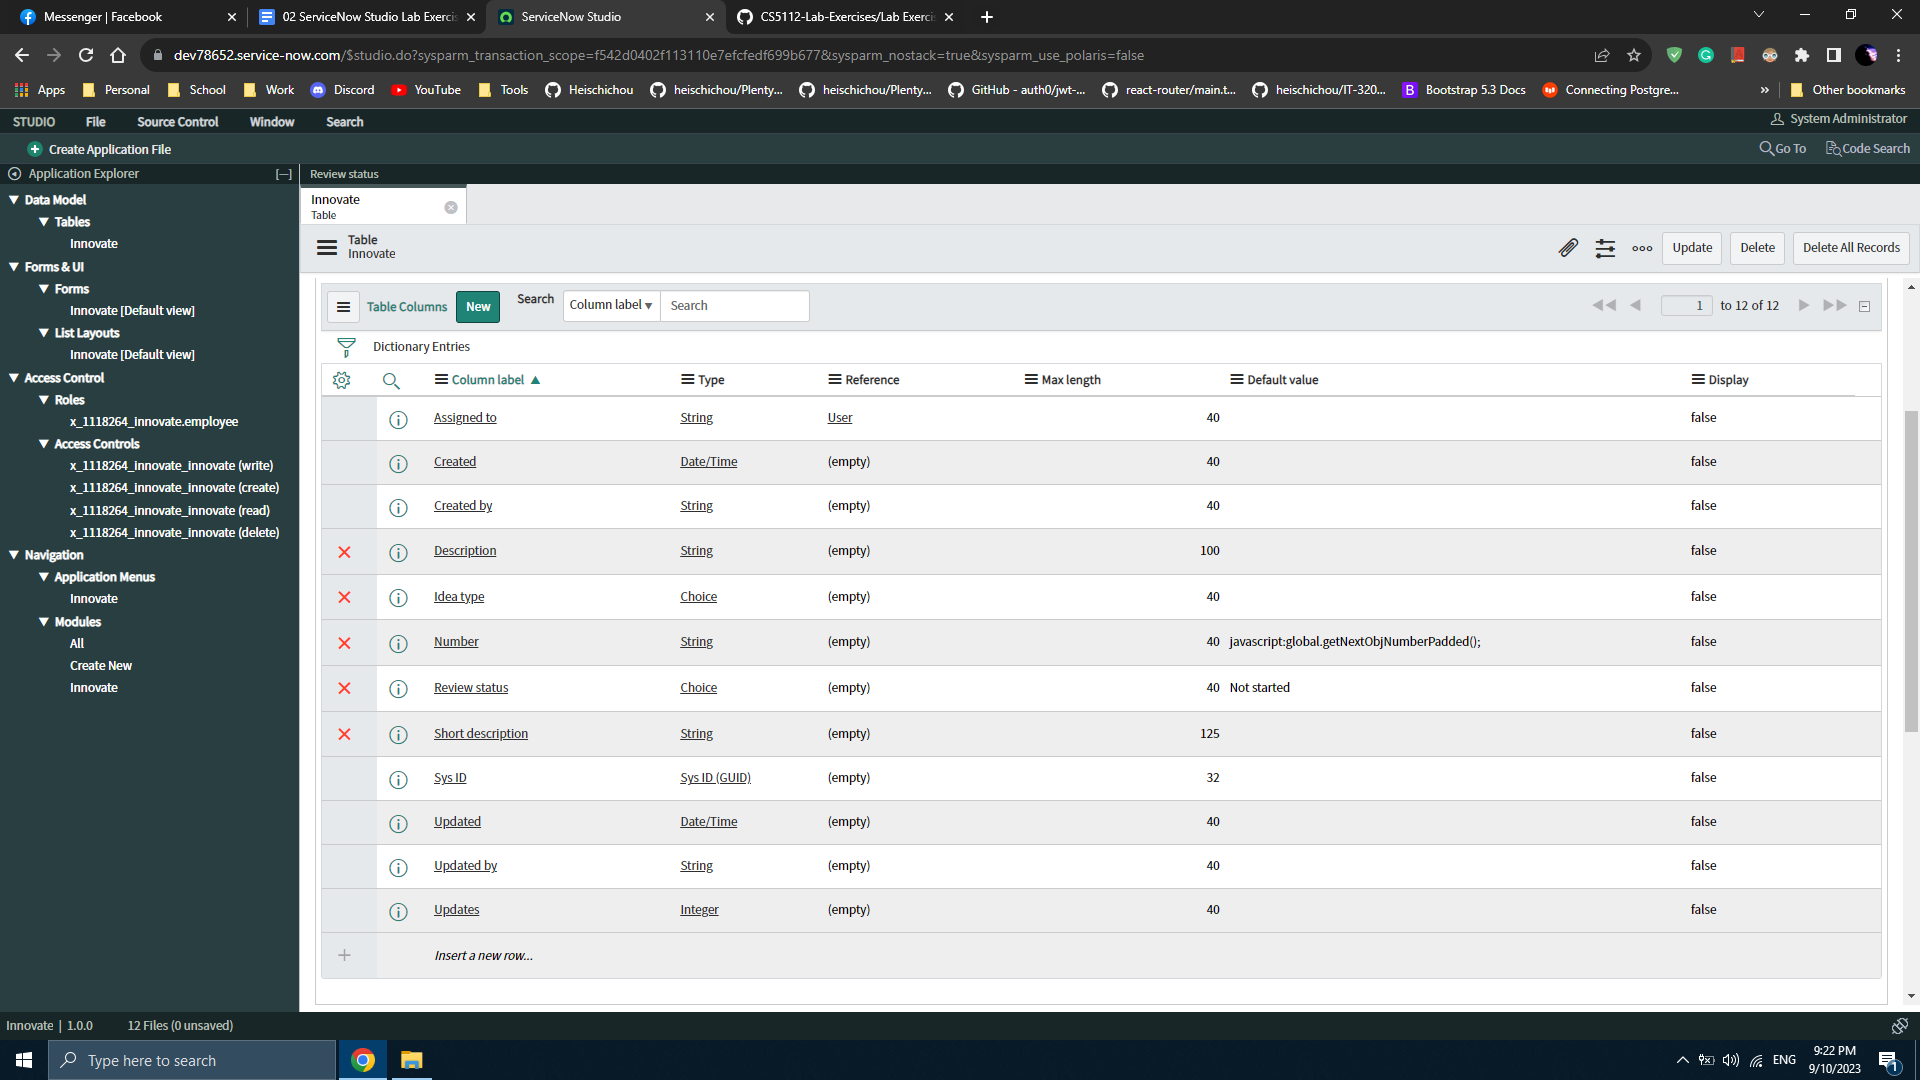 Messenger | Facebook
02 ServiceNow Studio Lab Exercis
ServiceNow Studio
CS5112-Lab-Exercises/Lab Exercis
dev78652.service-now.com/$studio.do?sysparm_transaction_scope=f542d0402f113110e7efcfedf699b677&sysparm_nostack=true&sysparm_use_polaris=false
Apps
Personal
School
Work
Discord
YouTube
Tools
Heischichou
heischichou/Plenty...
heischichou/Plenty...
GitHub - auth0/jwt-...
react-router/main.t...
heischichou/IT-320...
B
Bootstrap 5.3 Docs
Connecting Postgre...
»
Other bookmarks
STUDIO
File
Source Control
Window
Search
System Administrator
Create Application File
Go To
Code Search
Application Explorer
[—]
Review status
Data Model
Tables
Innovate
Forms & UI
Forms
Innovate [Default view]
List Layouts
Innovate [Default view]
Access Control
Roles
x_1118264_innovate.employee
Access Controls
x_1118264_innovate_innovate (write)
x_1118264_innovate_innovate (create)
x_1118264_innovate_innovate (read)
x_1118264_innovate_innovate (delete)
Navigation
Application Menus
Innovate
Modules
All
Create New
Innovate
Innovate
Table
Table
Innovate
Update
Delete
Delete All Records
Table Columns
New
Search
Column label
Search
1 to 12 of 12
Dictionary Entries
Column label Type Reference Max length Default value Display
Assigned to String User 40 false
Created Date/Time (empty) 40 false
Created by String (empty) 40 false
Description String (empty) 100 false
Idea type Choice (empty) 40 false
Number String (empty) 40 javascript:global.getNextObjNumberPadded(); false
Review status Choice (empty) 40 Not started false
Short description String (empty) 125 false
Sys ID Sys ID (GUID) (empty) 32 false
Updated Date/Time (empty) 40 false
Updated by String (empty) 40 false
Updates Integer (empty) 40 false
Insert a new row...
Innovate | 1.0.0
12 Files (0 unsaved)
Type here to search
ENG
9:22 PM
9/10/2023
1